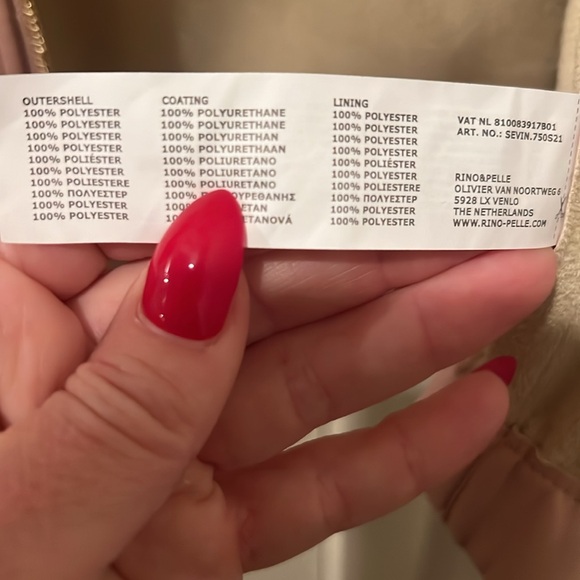 OUTERSHELL
100% POLYESTER
100% POLYESTER
100% POLYESTER
100% POLYESTER
100% POLIÉSTER
100% POLYESTER
100% POLIESTERE
100% ΠΟΛΥΕΣΤΕΡ
100% POLYESTER
100% POLYESTER
COATING
100% POLYURETHANE
100% POLYURETHANE
100% POLYURETHAN
100% POLYURETHAAN
100% POLIURETANO
100% POLIURETANO
100% POLIURETANO
100%
100%
100%
LINING
100% POLYESTER
100% POLYESTER
100% POLYESTER
100% POLYESTER
100% POLIÉSTER
100% POLYESTER
100% POLIESTERE
100% ΠΟΛΥΕΣΤΕΡ
100% POLYESTER
100% POLYESTER
VAT NL 810083917B01
ART. NO.: SEVIN.750S21
RINO&PELLE
OLIVIER VAN NOORTWEG 8
5928 LX VENLO
THE NETHERLANDS
WWW.RINO-PELLE.COM